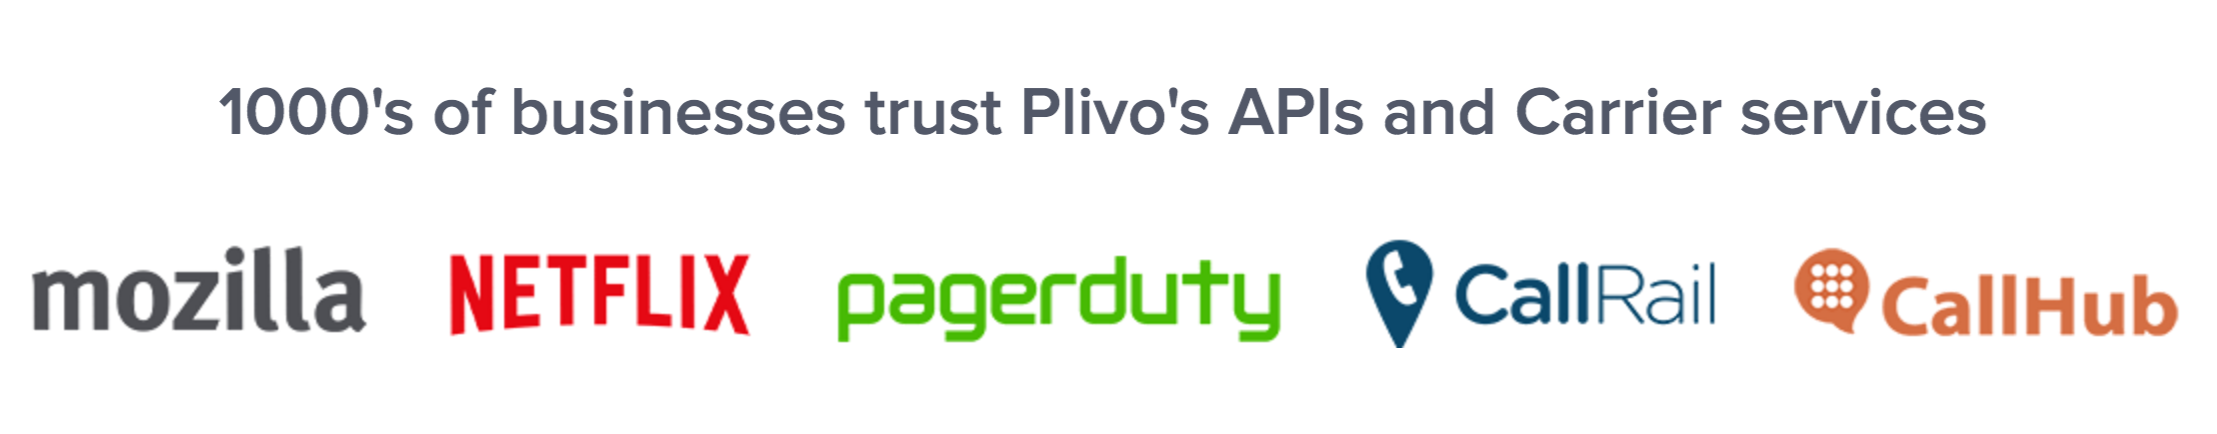 1000's of businesses trust Plivo's APIs and Carrier services
mozilla NETFLIX pagerduty CallRail CallHub